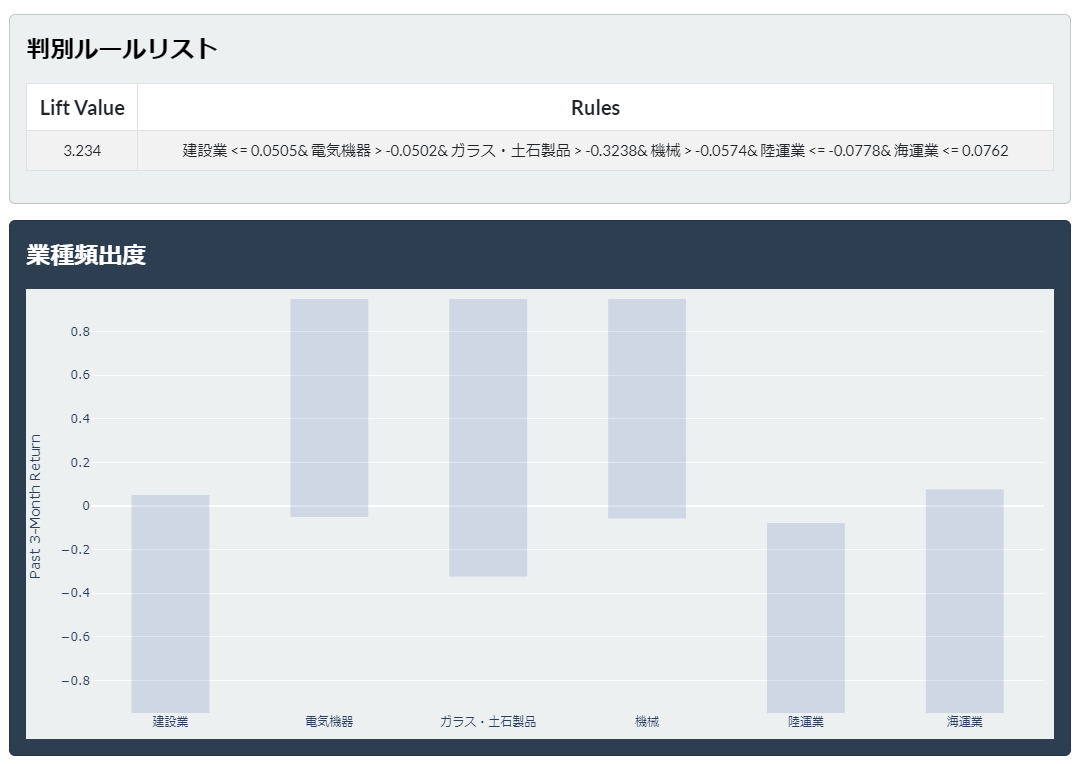 判別ルールリスト
Lift Value Rules
3.234 建設業 <= 0.0505& 電気機器 > -0.0502& ガラス・土石製品 > -0.3238& 機械 > -0.0574& 陸運業 <= -0.0778& 海運業 <= 0.0762
業種頻出度
Past 3-Month Return
0.8
0.6
0.4
0.2
0
−0.2
−0.4
−0.6
−0.8
建設業 電気機器 ガラス・土石製品 機械 陸運業 海運業